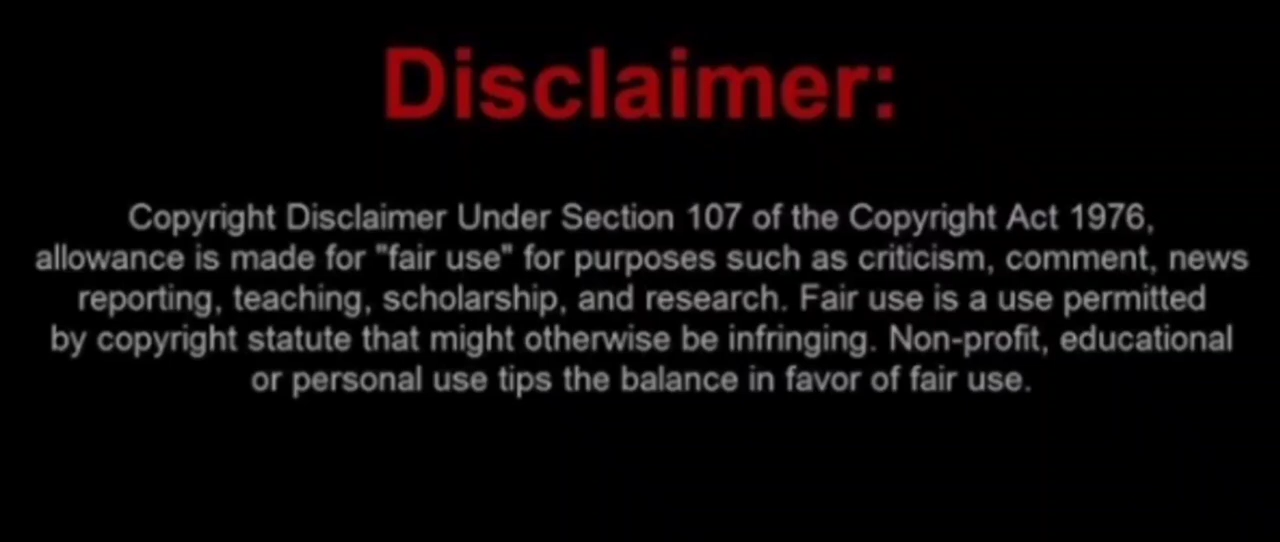 Disclaimer:
Copyright Disclaimer Under Section 107 of the Copyright Act 1976,
allowance is made for "fair use" for purposes such as criticism, comment, news
reporting, teaching, scholarship, and research. Fair use is a use permitted
by copyright statute that might otherwise be infringing. Non-profit, educational
or personal use tips the balance in favor of fair use.